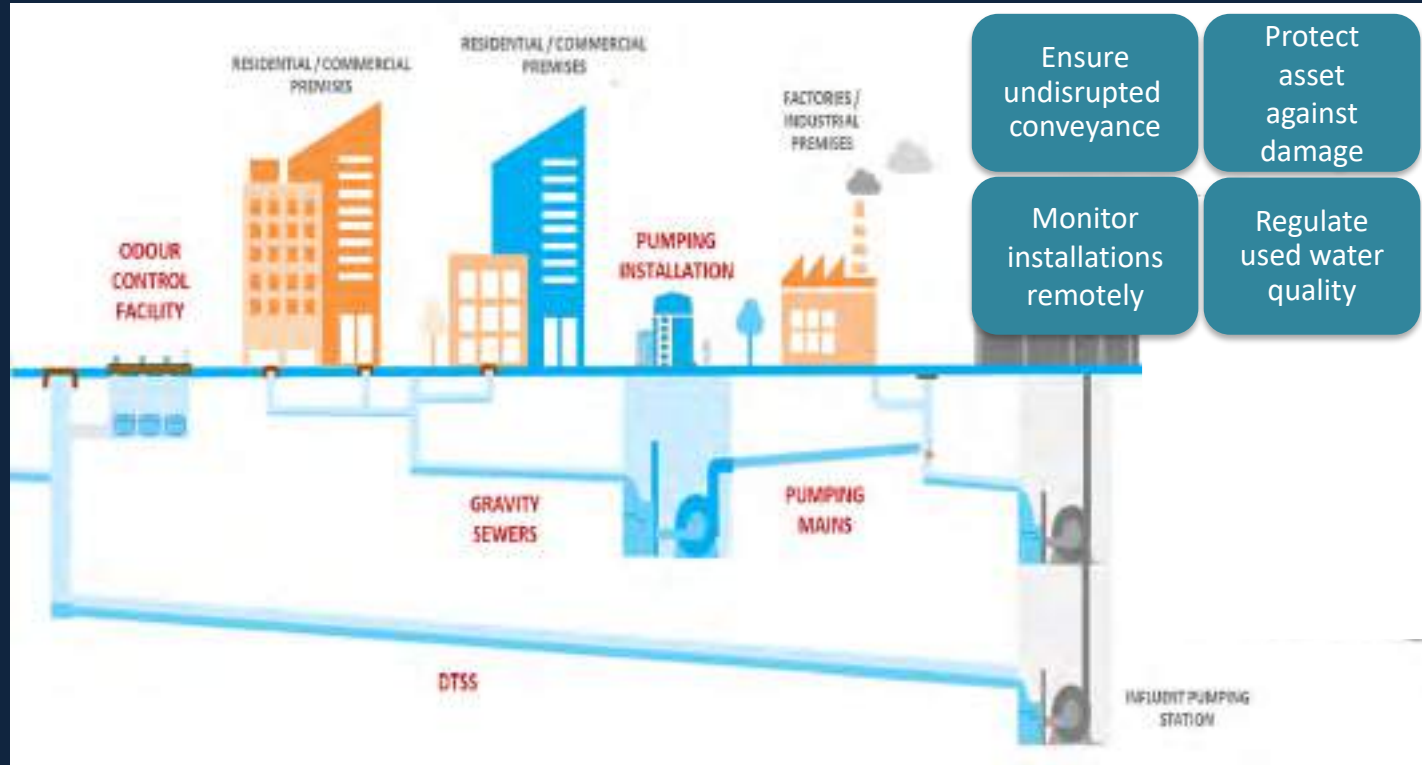 RESIDENTIAL / COMMERCIAL
PREMISES
RESIDENTIAL / COMMERCIAL
PREMISES
FACTORIES /
INDUSTRIAL
PREMISES
Ensure
undisrupted
conveyance
Protect
asset
against
damage
Monitor
installations
remotely
Regulate
used water
quality
ODOUR
CONTROL
FACILITY
PUMPING
INSTALLATION
GRAVITY
SEWERS
PUMPING
MAINS
DTSS
INFLUENT PUMPING
STATION